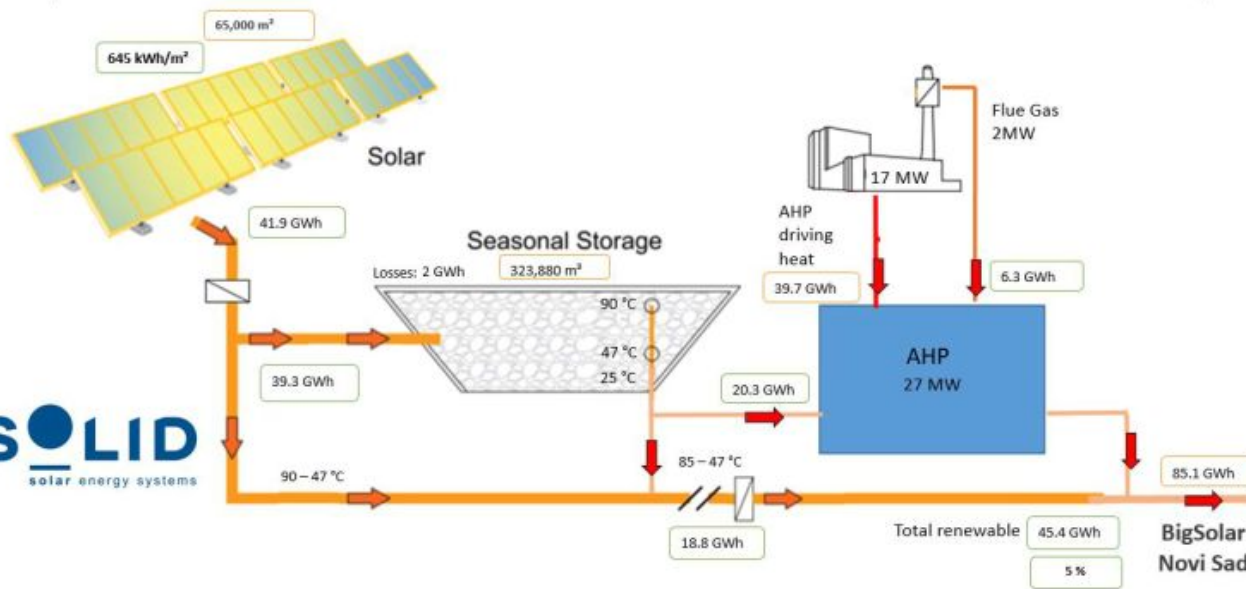 65,000 m²
645 kWh/m²
Solar
41.9 GWh
Seasonal Storage
Losses: 2 GWh
323,880 m³
90 °C
47 °C
25 °C
39.3 GWh
SOLID
solar energy systems
90 – 47 °C
85 – 47 °C
18.8 GWh
20.3 GWh
17 MW
Flue Gas
2MW
AHP
driving
heat
39.7 GWh
6.3 GWh
AHP
27 MW
85.1 GWh
Total renewable
45.4 GWh
5 %
BigSolar
Novi Sad